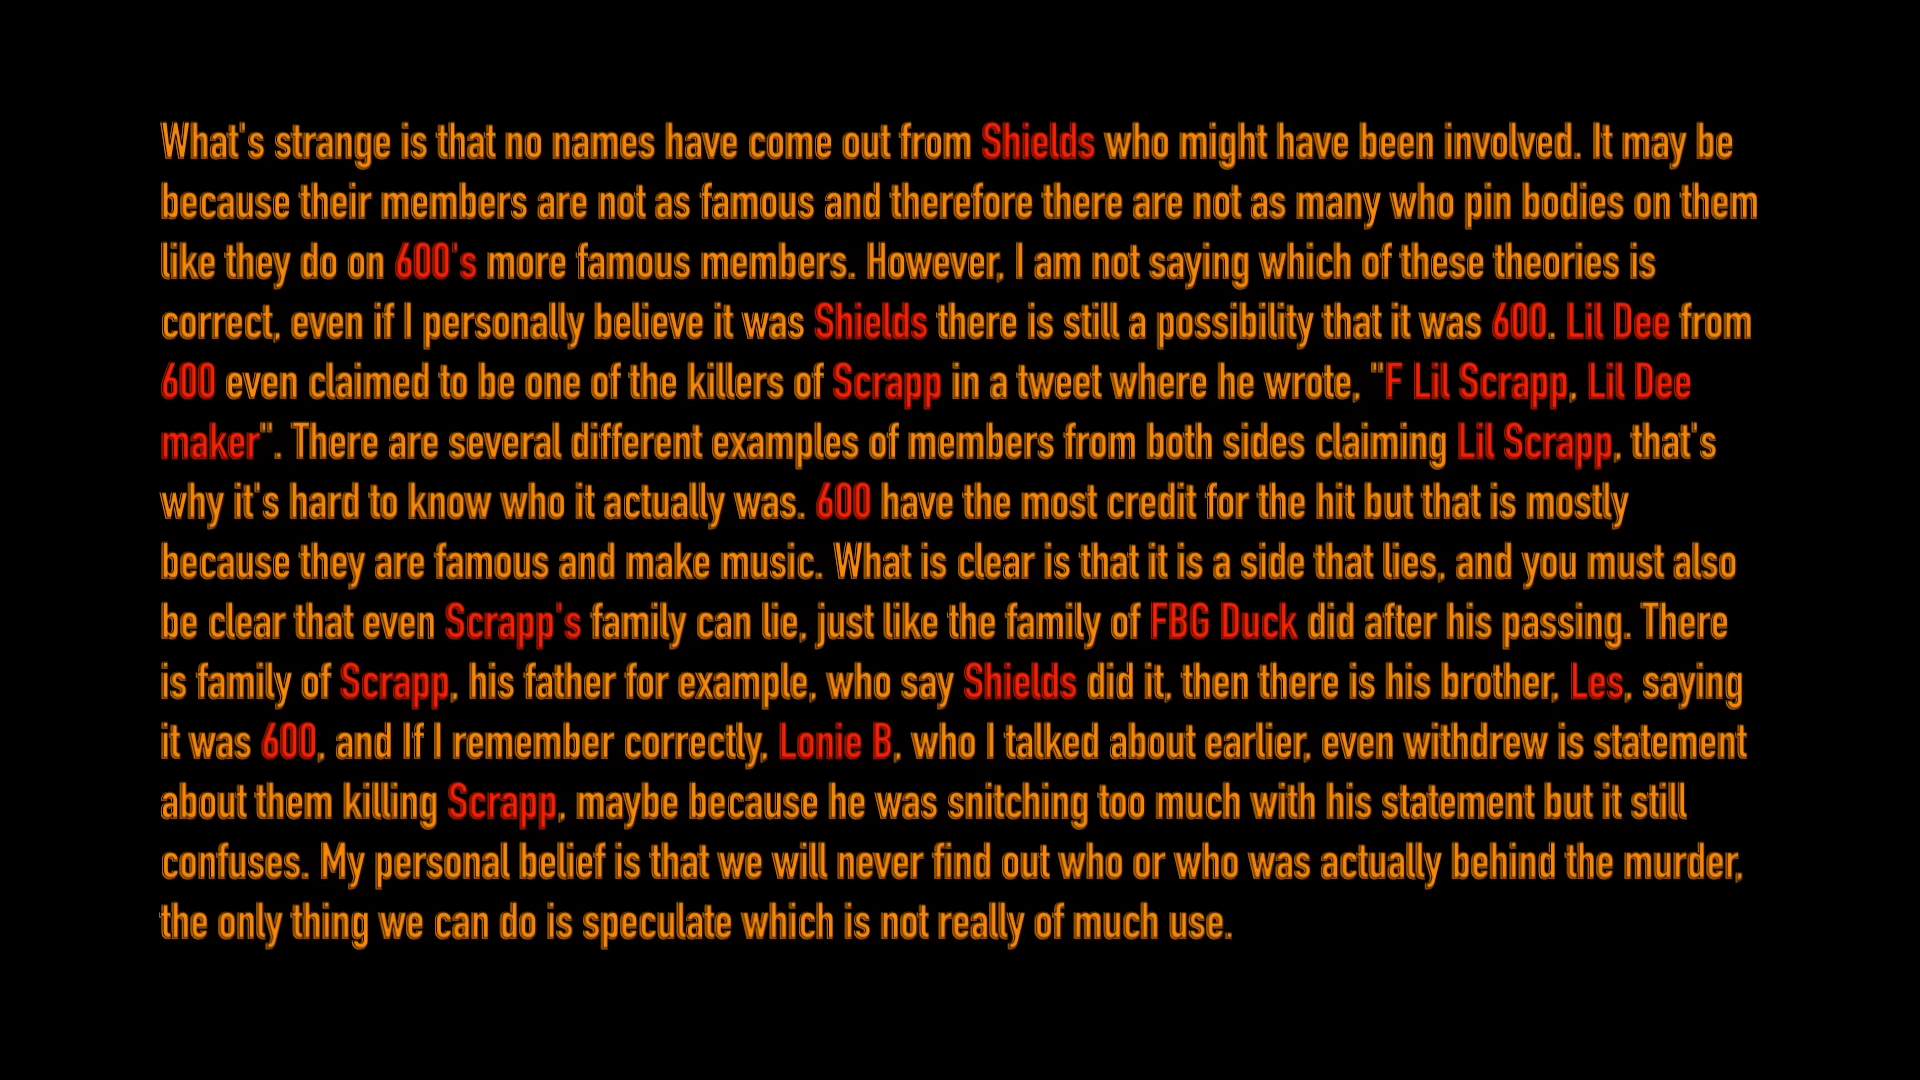 What's strange is that no names have come out from Shields who might have been involved. It may be
because their members are not as famous and therefore there are not as many who pin bodies on them
like they do on 600's more famous members. However, I am not saying which of these theories is
correct, even if I personally believe it was Shields there is still a possibility that it was 600. Lil Dee from
600 even claimed to be one of the killers of Scrapp in a tweet where he wrote, "F Lil Scrapp, Lil Dee
maker". There are several different examples of members from both sides claiming Lil Scrapp, that's
why it's hard to know who it actually was. 600 have the most credit for the hit but that is mostly
because they are famous and make music. What is clear is that it is a side that lies, and you must also
be clear that even Scrapp's family can lie, just like the family of FBG Duck did after his passing. There
is family of Scrapp, his father for example, who say Shields did it, then there is his brother, Les, saying
it was 600, and If I remember correctly, Lonie B, who I talked about earlier, even withdrew is statement
about them killing Scrapp, maybe because he was snitching too much with his statement but it still
confuses. My personal belief is that we will never find out who or who was actually behind the murder,
the only thing we can do is speculate which is not really of much use.